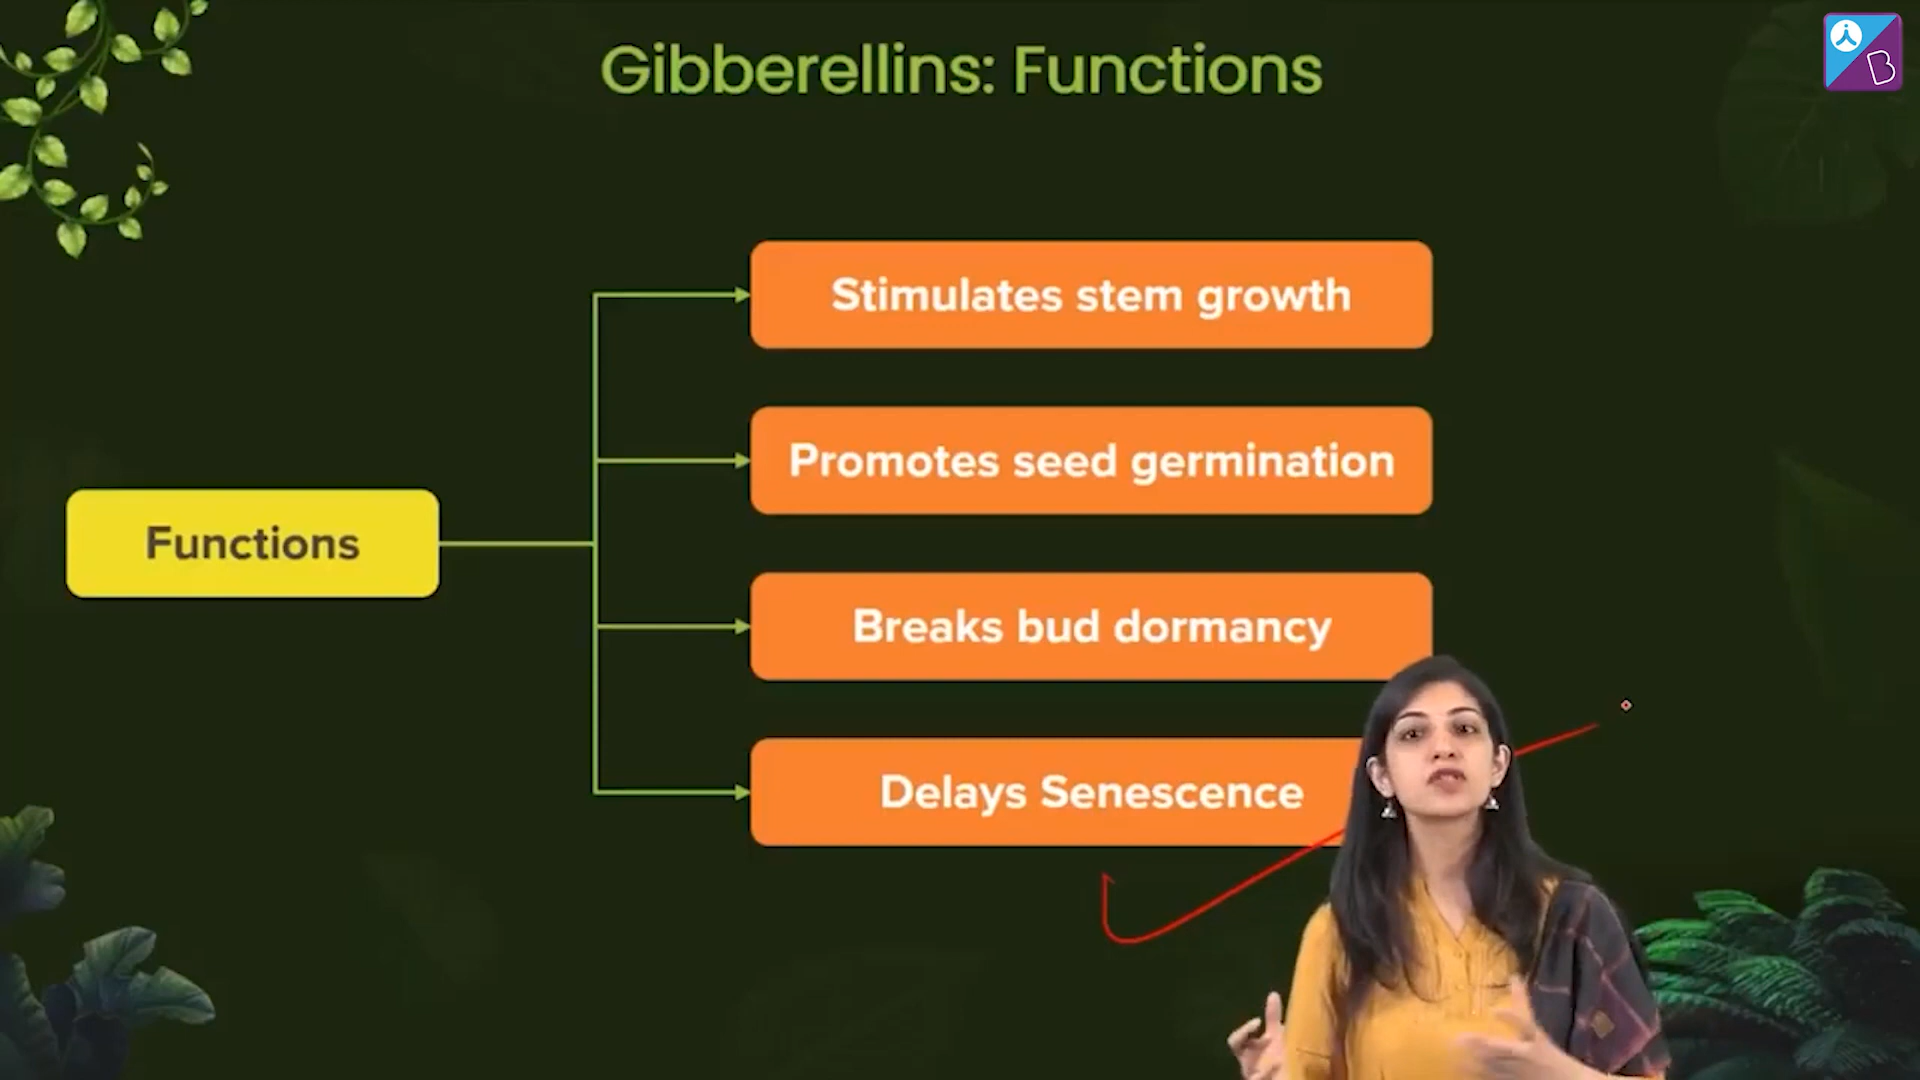 Gibberellins: Functions
Stimulates stem growth
Promotes seed germination
Functions
Breaks bud dormancy
Delays Senescence
B